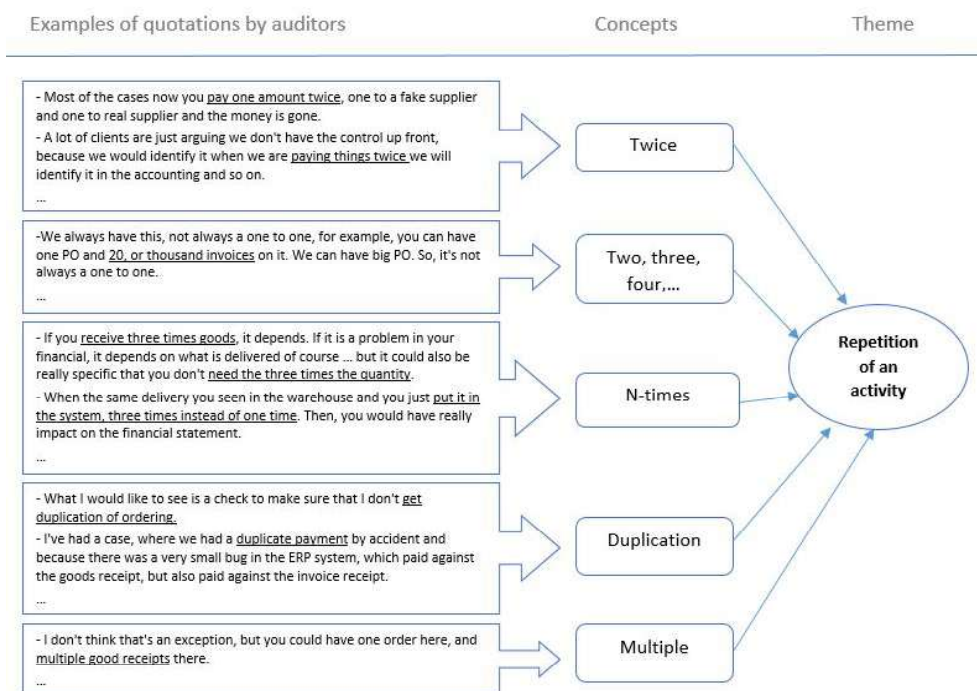 Examples of quotations by auditors
Concepts
Theme
- Most of the cases now you pay one amount twice, one to a fake supplier
and one to real supplier and the money is gone.
- A lot of clients are just arguing we don't have the control up front,
because we would identify it when we are paying things twice we will
identify it in the accounting and so on.
...
Twice
-We always have this, not always a one to one, for example, you can have
one PO and 20, or thousand invoices on it. We can have big PO. So, it's not
always a one to one.
...
Two, three,
four,...
- If you receive three times goods, it depends. If it is a problem in your
financial, it depends on what is delivered of course ... but it could also be
really specific that you don't need the three times the quantity.
- When the same delivery you seen in the warehouse and you just put it in
the system, three times instead of one time. Then, you would have really
impact on the financial statement.
...
N-times
Repetition
of an
activity
- What I would like to see is a check to make sure that I don't get
duplication of ordering.
- I've had a case, where we had a duplicate payment by accident and
because there was a very small bug in the ERP system, which paid against
the goods receipt, but also paid against the invoice receipt.
...
Duplication
- I don't think that's an exception, but you could have one order here, and
multiple good receipts there.
...
Multiple